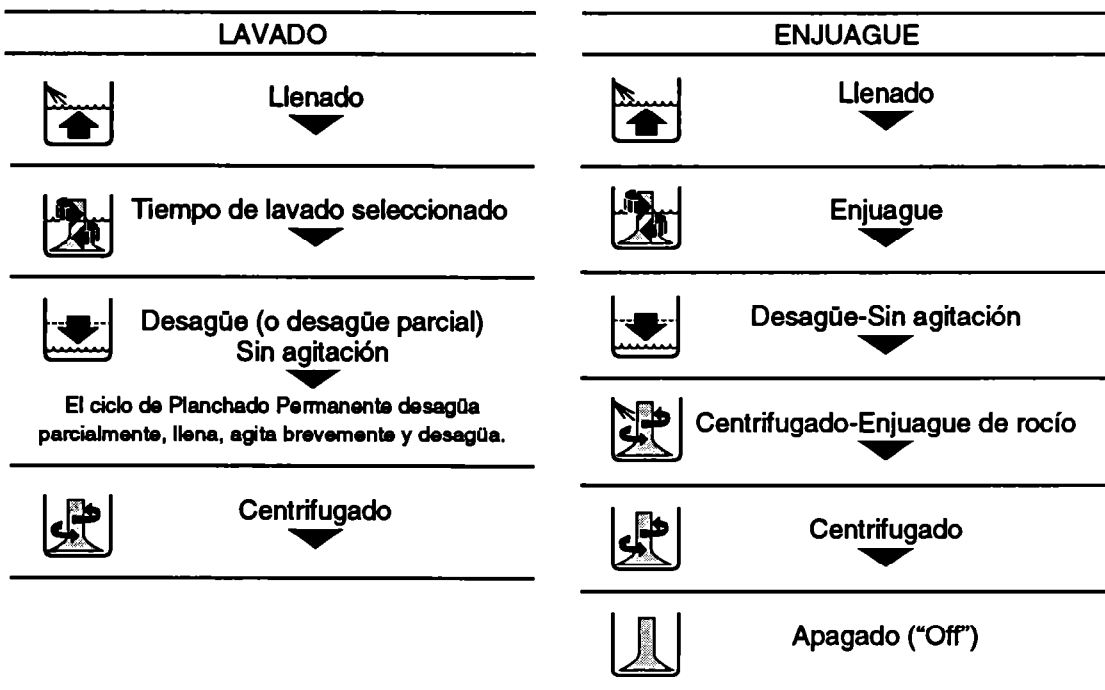 LAVADO
Llenado
Tiempo de lavado seleccionado
Desagüe (o desagüe parcial)
Sin agitación
El ciclo de Planchado Permanente desagüa
parcialmente, llena, agita brevemente y desagüa.
Centrifugado
ENJUAGUE
Llenado
Enjuague
Desagüe-Sin agitación
Centrifugado-Enjuague de rocío
Centrifugado
Apagado ("Off")